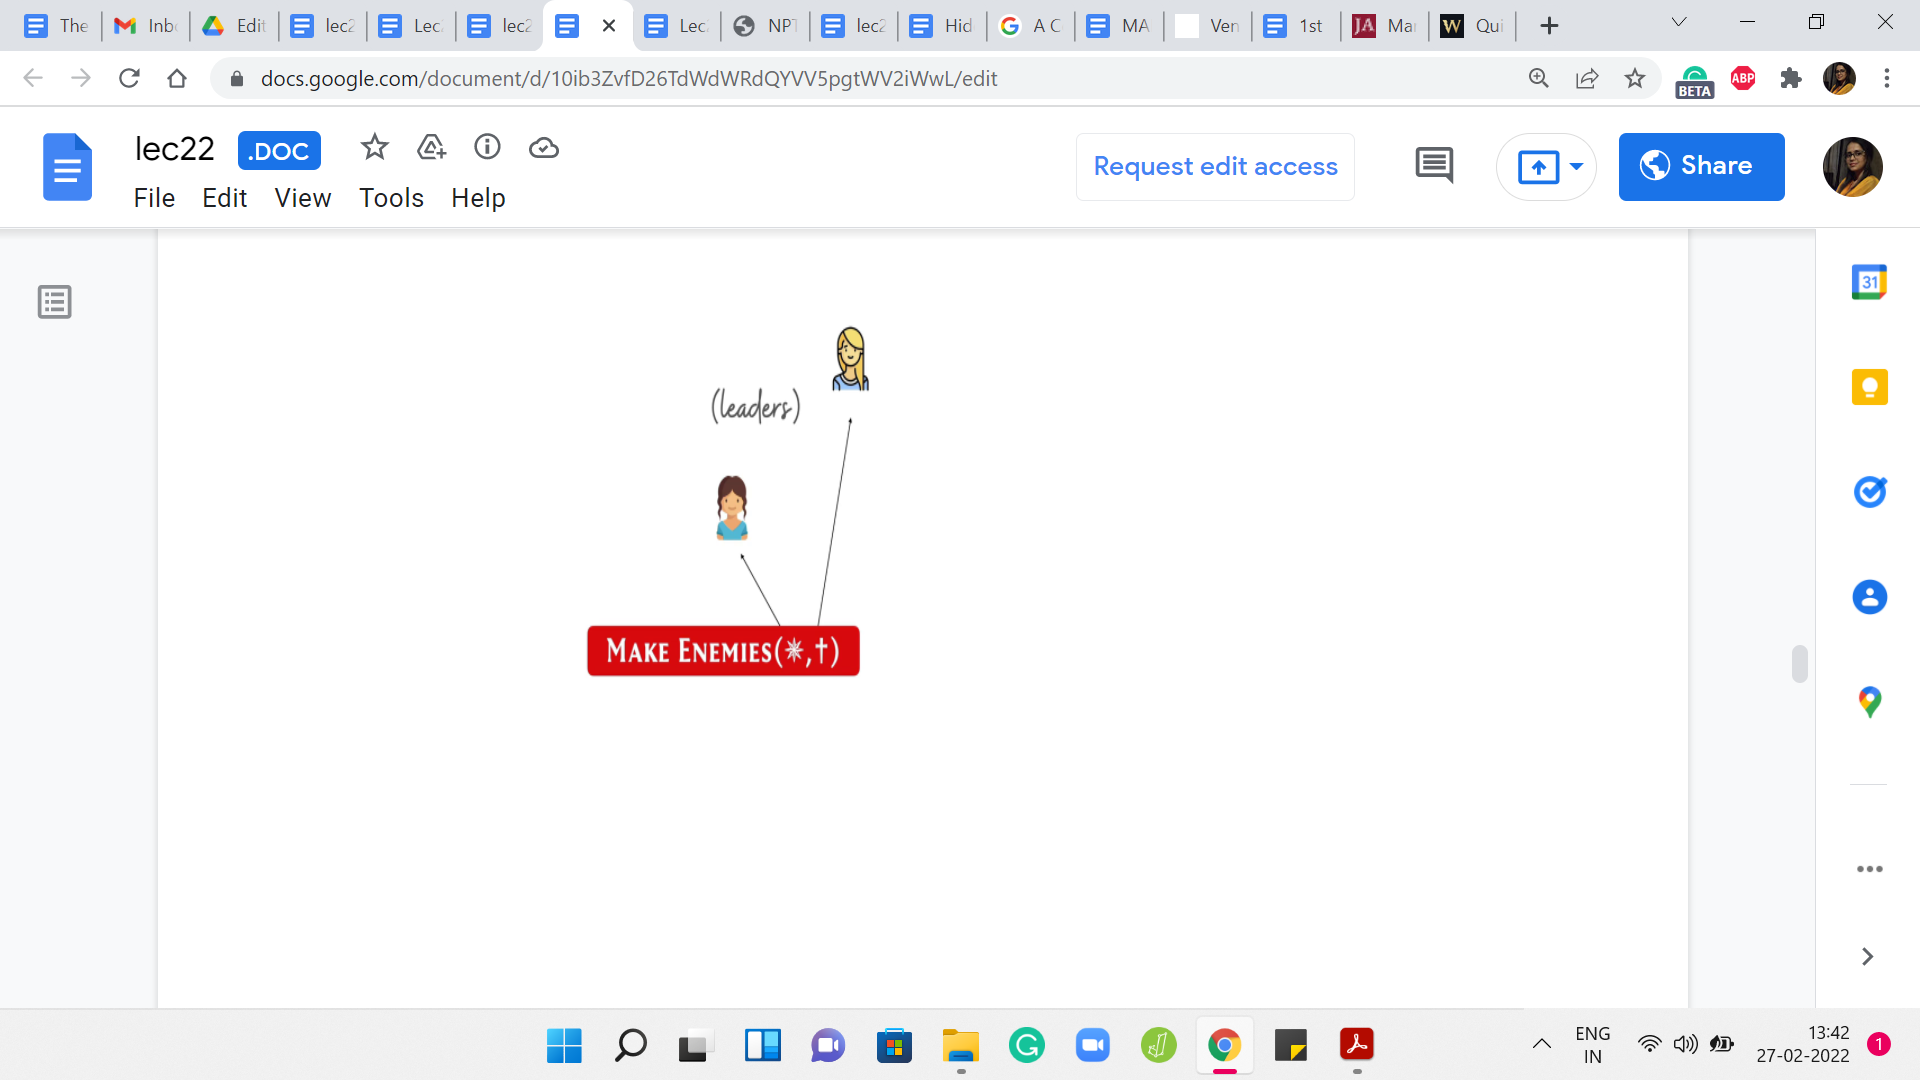 The
Inb
Edit
lec2
Lec
lec2
Lec
NPT
lec2
Hid
A C
MA
Ven
1st
JA
Mar
W
Qui
docs.google.com/document/d/10ib3ZvfD26TdWdWRdQYVV5pgtWV2iWwL/edit
BETA
ABP
lec22
.DOC
Request edit access
Share
File Edit View Tools Help
31
(leaders)
MAKE ENEMIES(✴,†)
ENG
IN
13:42
27-02-2022
1